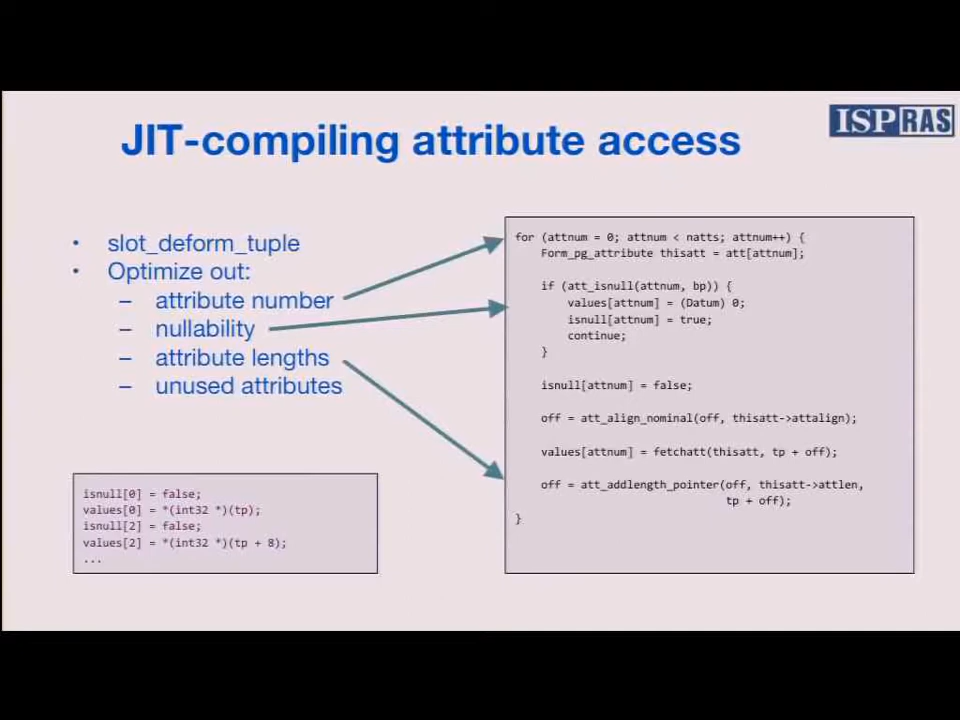 JIT-compiling attribute access
ISPRAS
• slot_deform_tuple
• Optimize out:
– attribute number
– nullability
– attribute lengths
– unused attributes
isnull[0] = false;
values[0] = *(int32 *)(tp);
isnull[2] = false;
values[2] = *(int32 *)(tp + 8);
...
for (attnum = 0; attnum < natts; attnum++) {
Form_pg_attribute thisatt = att[attnum];
if (att_isnull(attnum, bp)) {
values[attnum] = (Datum) 0;
isnull[attnum] = true;
continue;
}
isnull[attnum] = false;
off = att_align_nominal(off, thisatt->attalign);
values[attnum] = fetchatt(thisatt, tp + off);
off = att_addlength_pointer(off, thisatt->attlen,
tp + off);
}